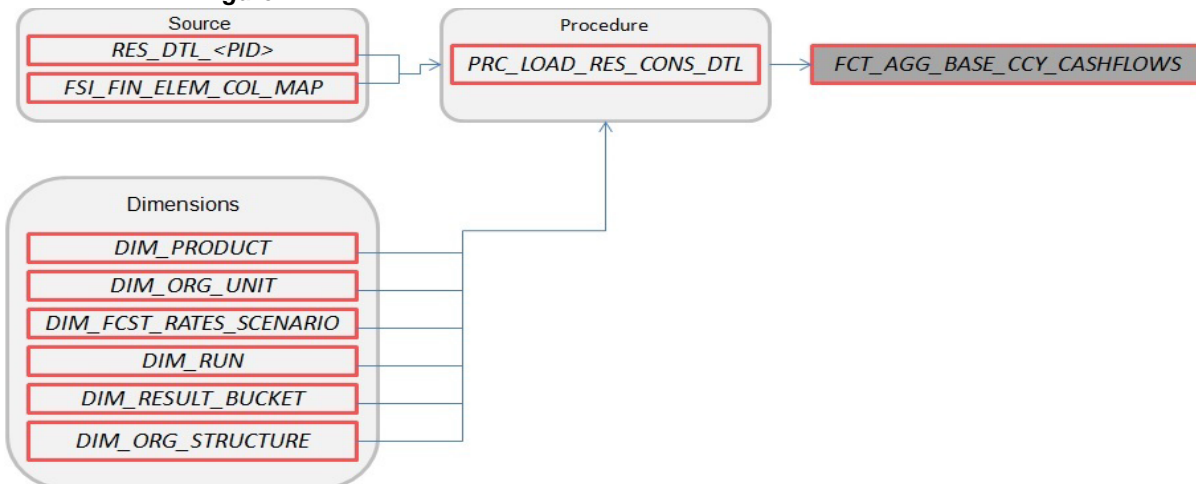 Source
RES_DTL_<PID>
FSI_FIN_ELEM_COL_MAP
Procedure
PRC_LOAD_RES_CONS_DTL
FCT_AGG_BASE_CCY_CASHFLOWS
Dimensions
DIM_PRODUCT
DIM_ORG_UNIT
DIM_FCST_RATES_SCENARIO
DIM_RUN
DIM_RESULT_BUCKET
DIM_ORG_STRUCTURE